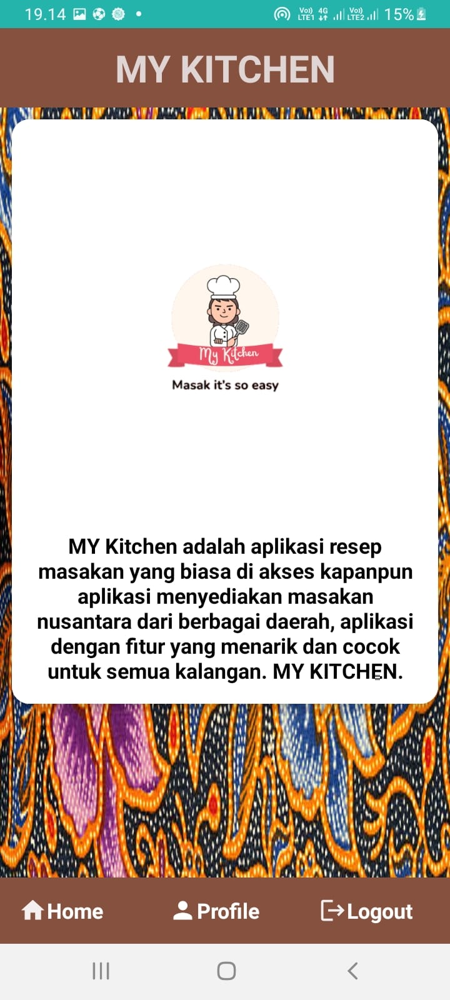 19.14
Vo)) 4G Vo)) 15%
LTE1 LTE2
MY KITCHEN
My Kitchen
Masak it's so easy
MY Kitchen adalah aplikasi resep
masakan yang biasa di akses kapanpun
aplikasi menyediakan masakan
nusantara dari berbagai daerah, aplikasi
dengan fitur yang menarik dan cocok
untuk semua kalangan. MY KITCHEN.
Home Profile Logout